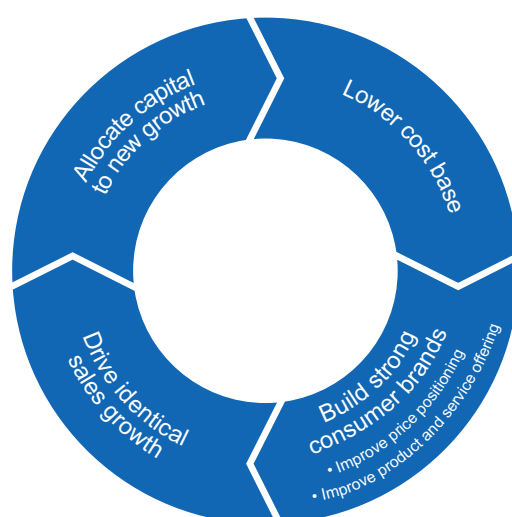 Allocate capital
to new growth
Lower cost base
Build strong
consumer brands
• Improve price positioning
• Improve product and service offering
Drive identical
sales growth